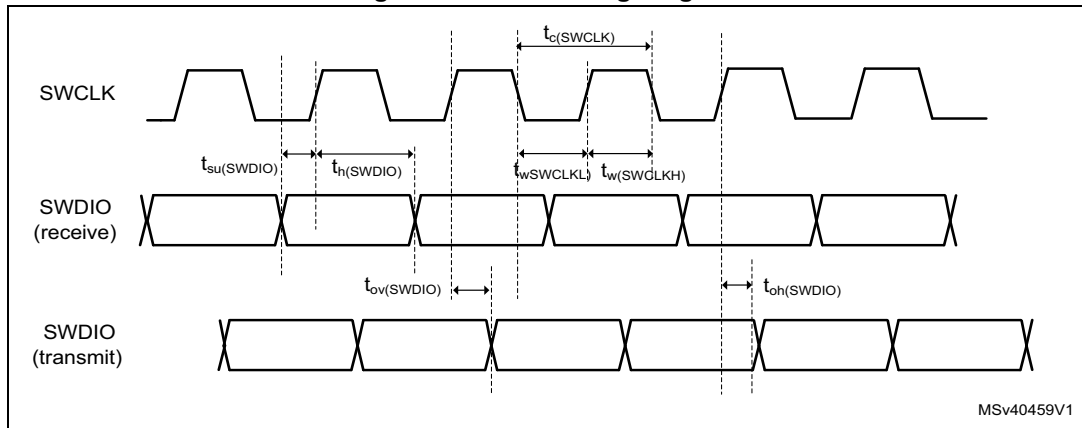 tc(SWCLK)
SWCLK
tsu(SWDIO) th(SWDIO) twSWCLKL) tw(SWCLKH)
SWDIO
(receive)
tov(SWDIO) toh(SWDIO)
SWDIO
(transmit)
MSv40459V1